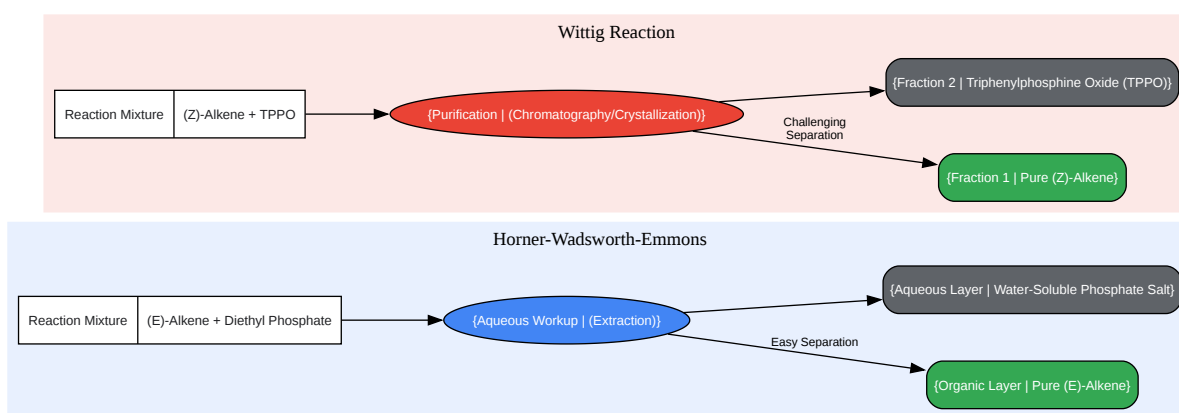 Wittig Reaction
Reaction Mixture
(Z)-Alkene + TPPO
{Purification | (Chromatography/Crystallization)}
{Fraction 2 | Triphenylphosphine Oxide (TPPO)}
Challenging
Separation
{Fraction 1 | Pure (Z)-Alkene}
Horner-Wadsworth-Emmons
Reaction Mixture
(E)-Alkene + Diethyl Phosphate
{Aqueous Workup | (Extraction)}
{Aqueous Layer | Water-Soluble Phosphate Salt}
Easy Separation
{Organic Layer | Pure (E)-Alkene}